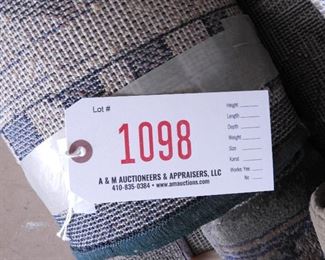 Lot #
1098
A & M AUCTIONEERS & APPRAISERS, LLC
410-835-0384 • www.amauctions.com
Height
Length
Depth
Weight
Size
Karat
Works Yes
No